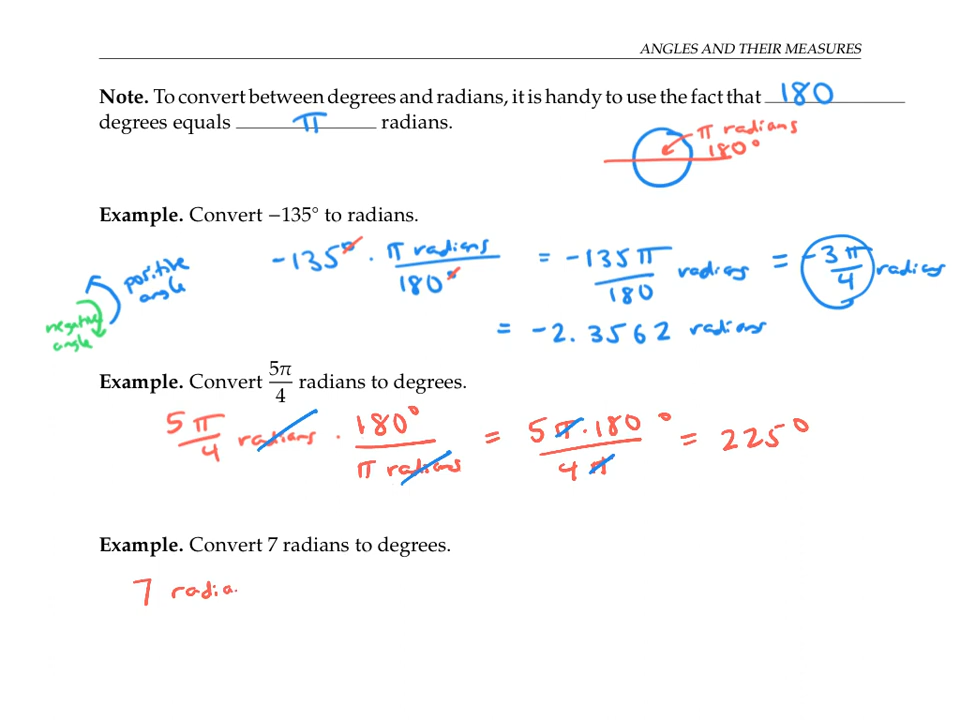 ANGLES AND THEIR MEASURES
Note. To convert between degrees and radians, it is handy to use the fact that 180
degrees equals π radians.
π radians
180°
Example. Convert −135° to radians.
-135° · π radians / 180° = -135π / 180 radians = -3π / 4 radians
positive angle
negative angle
= -2.3562 radians
Example. Convert 5π/4 radians to degrees.
5π / 4 radians · 180° / π radians = 5π·180 / 4π ° = 225°
Example. Convert 7 radians to degrees.
7 radia